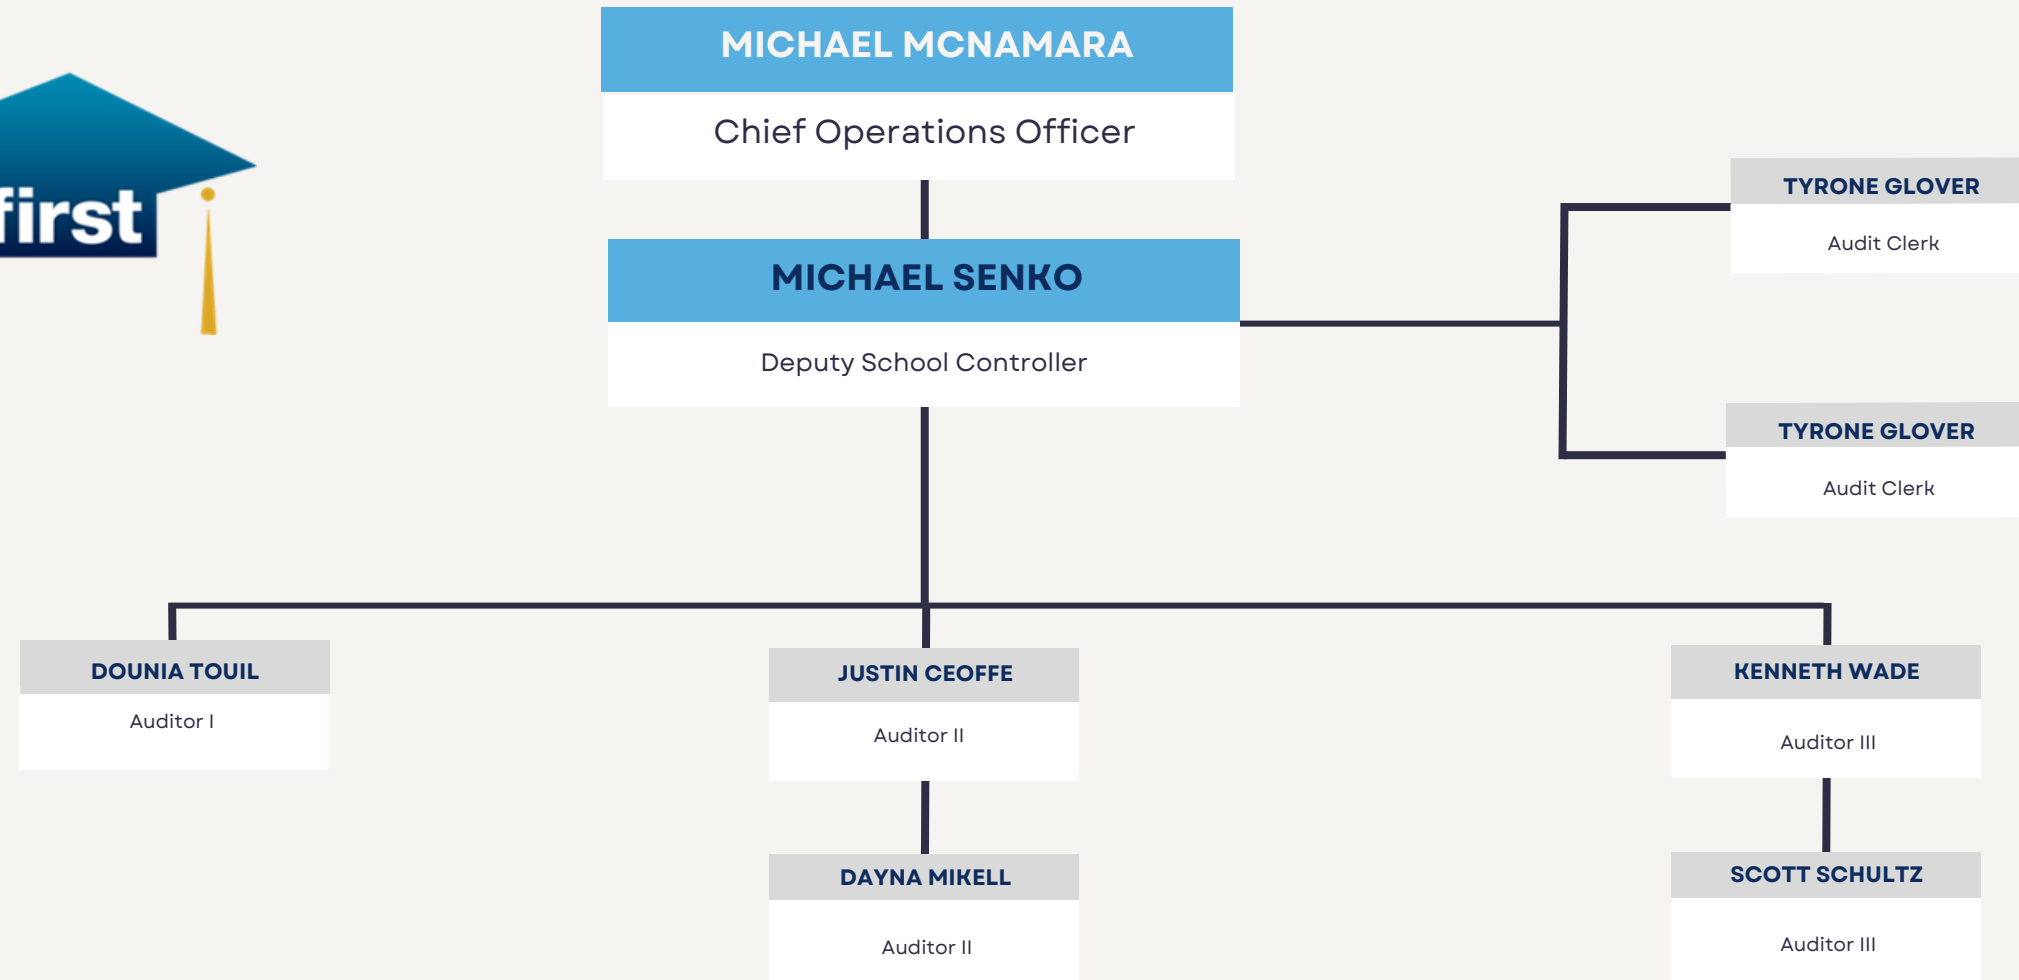 MICHAEL MCNAMARA
Chief Operations Officer
first
TYRONE GLOVER
Audit Clerk
MICHAEL SENKO
Deputy School Controller
TYRONE GLOVER
Audit Clerk
DOUNIA TOUIL
Auditor I
JUSTIN CEOFFE
Auditor II
KENNETH WADE
Auditor III
DAYNA MIKELL
Auditor II
SCOTT SCHULTZ
Auditor III